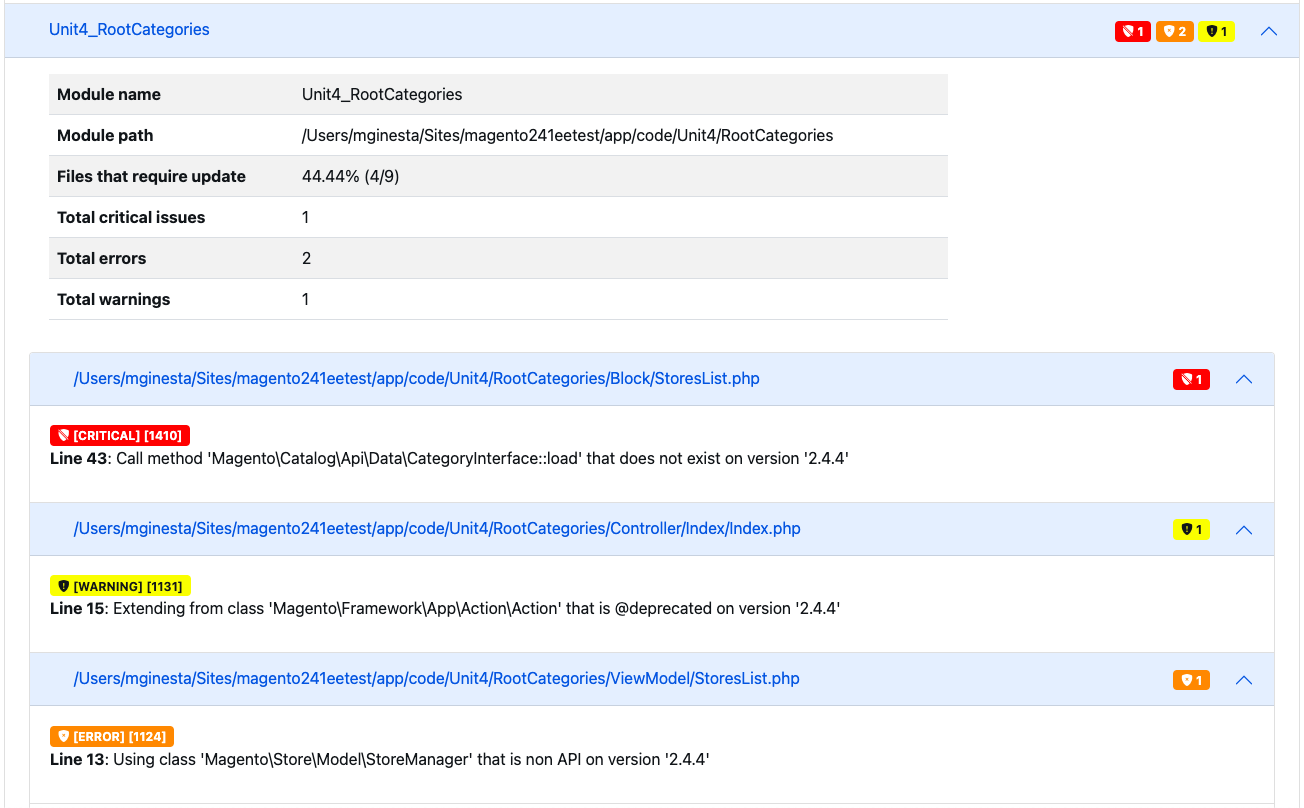 Unit4_RootCategories 1 2 1
Module name Unit4_RootCategories
Module path /Users/mginesta/Sites/magento241eetest/app/code/Unit4/RootCategories
Files that require update 44.44% (4/9)
Total critical issues 1
Total errors 2
Total warnings 1
/Users/mginesta/Sites/magento241eetest/app/code/Unit4/RootCategories/Block/StoresList.php 1
[CRITICAL] [1410]
Line 43: Call method 'Magento\Catalog\Api\Data\CategoryInterface::load' that does not exist on version '2.4.4'
/Users/mginesta/Sites/magento241eetest/app/code/Unit4/RootCategories/Controller/Index/Index.php 1
[WARNING] [1131]
Line 15: Extending from class 'Magento\Framework\App\Action\Action' that is @deprecated on version '2.4.4'
/Users/mginesta/Sites/magento241eetest/app/code/Unit4/RootCategories/ViewModel/StoresList.php 1
[ERROR] [1124]
Line 13: Using class 'Magento\Store\Model\StoreManager' that is non API on version '2.4.4'